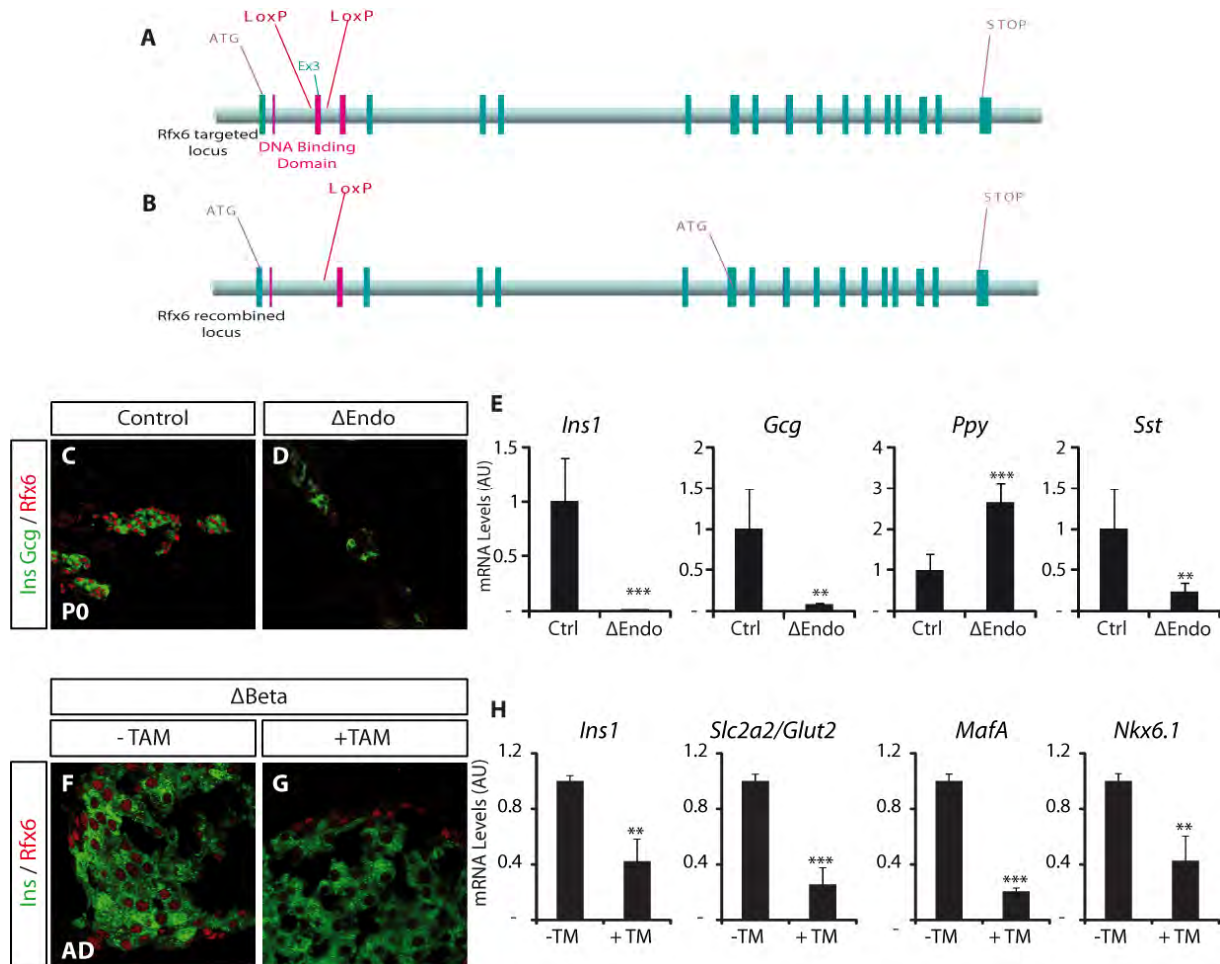 A
LoxP
LoxP
ATG
Ex3
STOP
Rfx6 targeted
locus
DNA Binding
Domain
B
LoxP
ATG
ATG
STOP
Rfx6 recombined
locus
Control
ΔEndo
Ins Gcg / Rfx6
C
P0
D
E
mRNA Levels (AU)
Ins1
1.5
1
0.5
-
Ctrl
ΔEndo
***
Gcg
2
1.5
1
0.5
-
Ctrl
ΔEndo
**
Ppy
4
3
2
1
-
Ctrl
ΔEndo
***
Sst
2
1.5
1
0.5
-
Ctrl
ΔEndo
**
ΔBeta
- TAM
+TAM
Ins / Rfx6
F
AD
G
H
mRNA Levels (AU)
Ins1
1.2
0.8
0.4
-
-TM
+ TM
**
Slc2a2/Glut2
1.2
0.8
0.4
-
-TM
+ TM
***
MafA
1.2
0.8
0.4
-
-TM
+ TM
***
Nkx6.1
1.2
0.8
0.4
-
-TM
+ TM
**